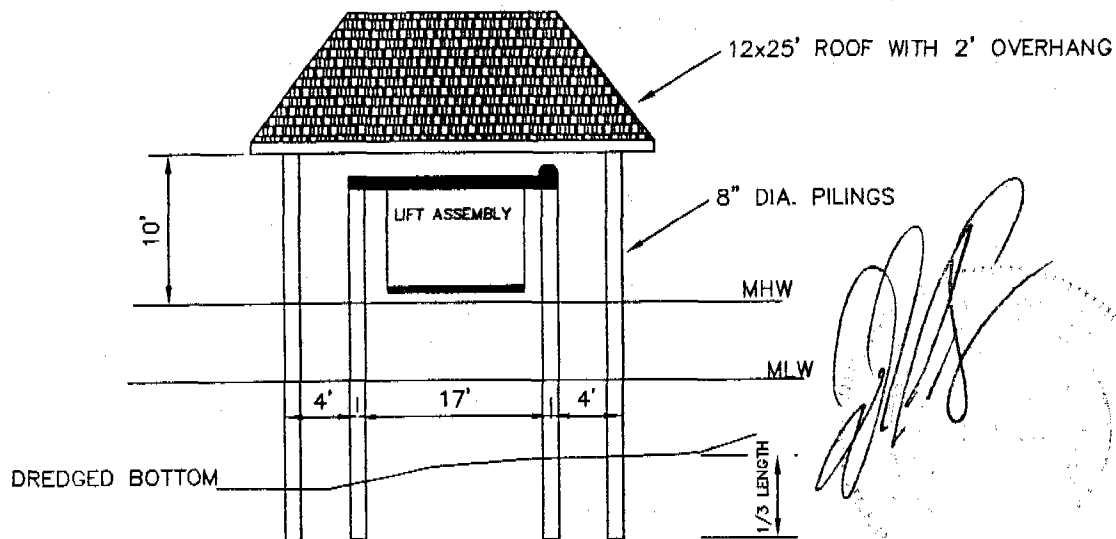 12x25' ROOF WITH 2' OVERHANG
8" DIA. PILINGS
10'
LIFT ASSEMBLY
MHW
MLW
4' 17' 4'
DREDGED BOTTOM
1/3 LENGTH